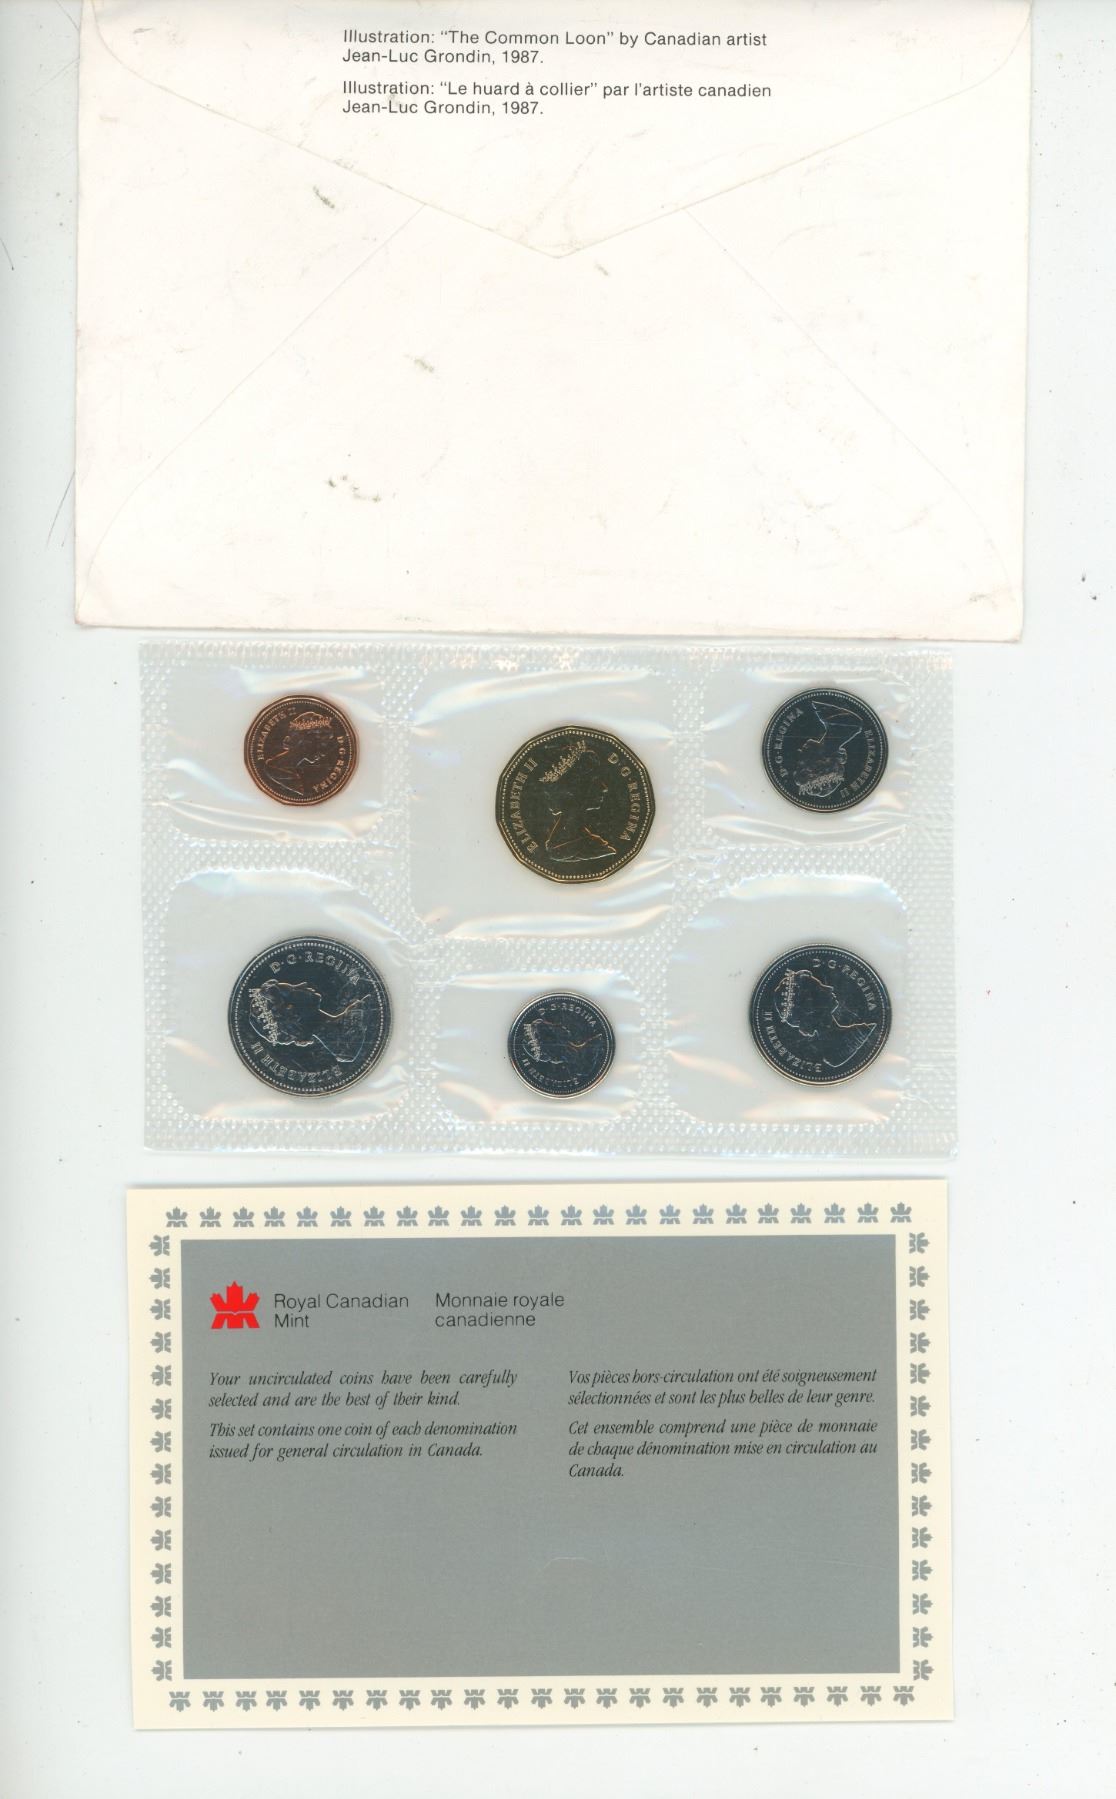 Illustration: "The Common Loon" by Canadian artist
Jean-Luc Grondin, 1987.
Illustration: "Le huard à collier" par l'artiste canadien
Jean-Luc Grondin, 1987.
ELIZABETH II D·G·REGINA
ELIZABETH II D·G·REGINA
ELIZABETH II D·G·REGINA
ELIZABETH II D·G·REGINA
ELIZABETH II D·G·REGINA
ELIZABETH II D·G·REGINA
Royal Canadian
Mint
Monnaie royale
canadienne
Your uncirculated coins have been carefully
selected and are the best of their kind.
This set contains one coin of each denomination
issued for general circulation in Canada.
Vos pièces hors-circulation ont été soigneusement
sélectionnées et sont les plus belles de leur genre.
Cet ensemble comprend une pièce de monnaie
de chaque dénomination mise en circulation au
Canada.